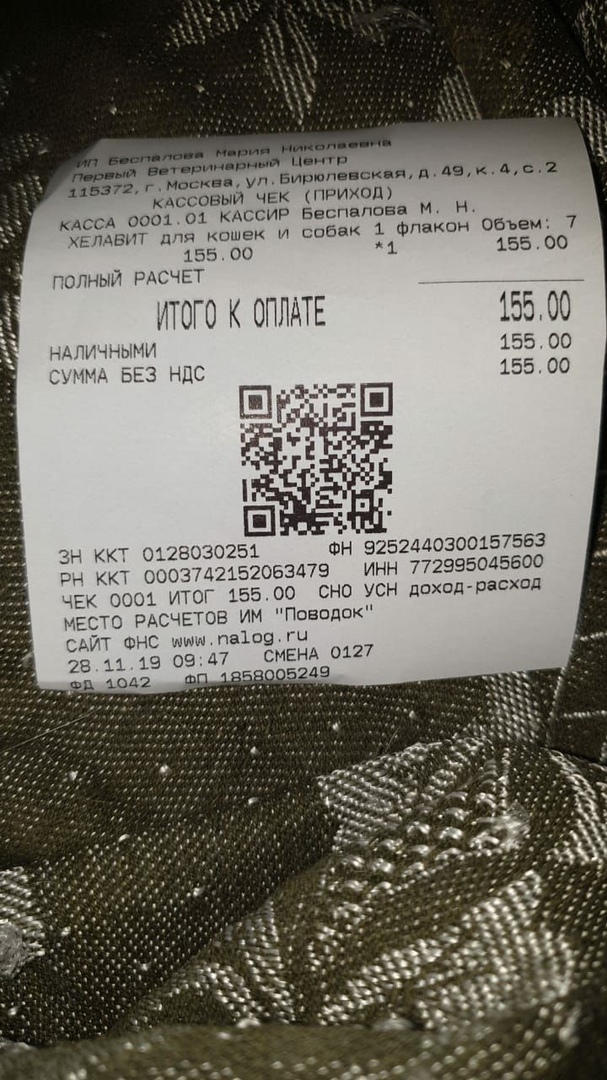 ИП Беспалова Мария Николаевна
Первый Ветеринарный Центр
115372,г.Москва,ул.Бирюлевская,д.49,к.4,с.2
КАССОВЫЙ ЧЕК (ПРИХОД)
КАССА 0001.01 КАССИР Беспалова М. Н.
ХЕЛАВИТ для кошек и собак 1 флакон Объем: 7
155.00 *1 155.00
ПОЛНЫЙ РАСЧЕТ
ИТОГО К ОПЛАТЕ 155.00
НАЛИЧНЫМИ 155.00
СУММА БЕЗ НДС 155.00
ЗН ККТ 0128030251 ФН 9252440300157563
РН ККТ 0003742152063479 ИНН 772995045600
ЧЕК 0001 ИТОГ 155.00 СНО УСН доход-расход
МЕСТО РАСЧЕТОВ ИМ "Поводок"
САЙТ ФНС www.nalog.ru
28.11.19 09:47 СМЕНА 0127
ФД 1042 ФП 1858005249